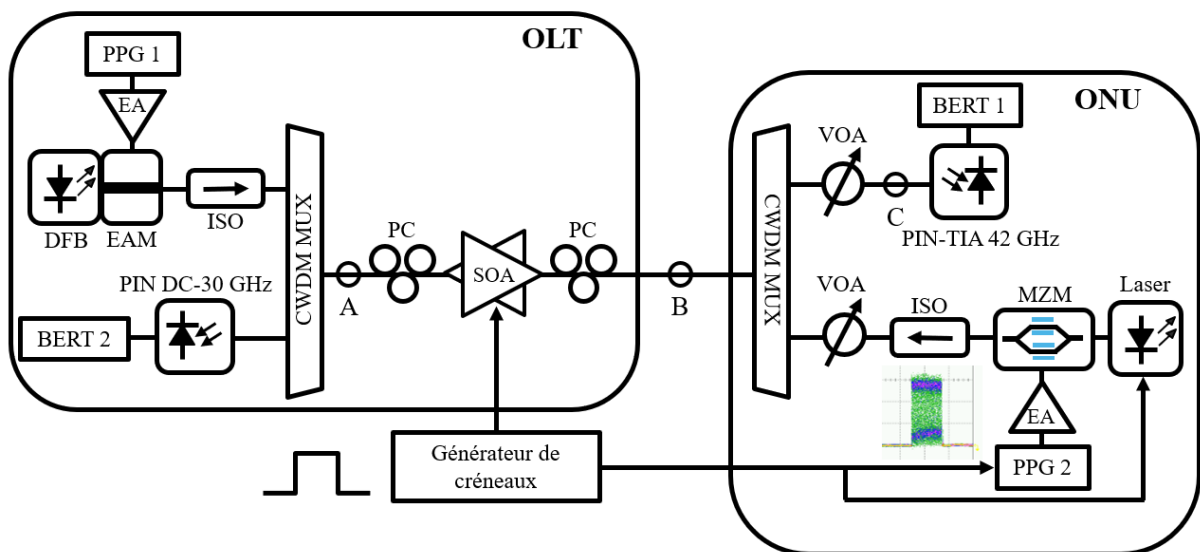 OLT
PPG 1
EA
DFB
EAM
ISO
CWDM MUX
PIN DC-30 GHz
BERT 2
A
PC
SOA
PC
B
Générateur de
créneaux
ONU
CWDM MUX
VOA
C
BERT 1
PIN-TIA 42 GHz
VOA
ISO
MZM
Laser
EA
PPG 2